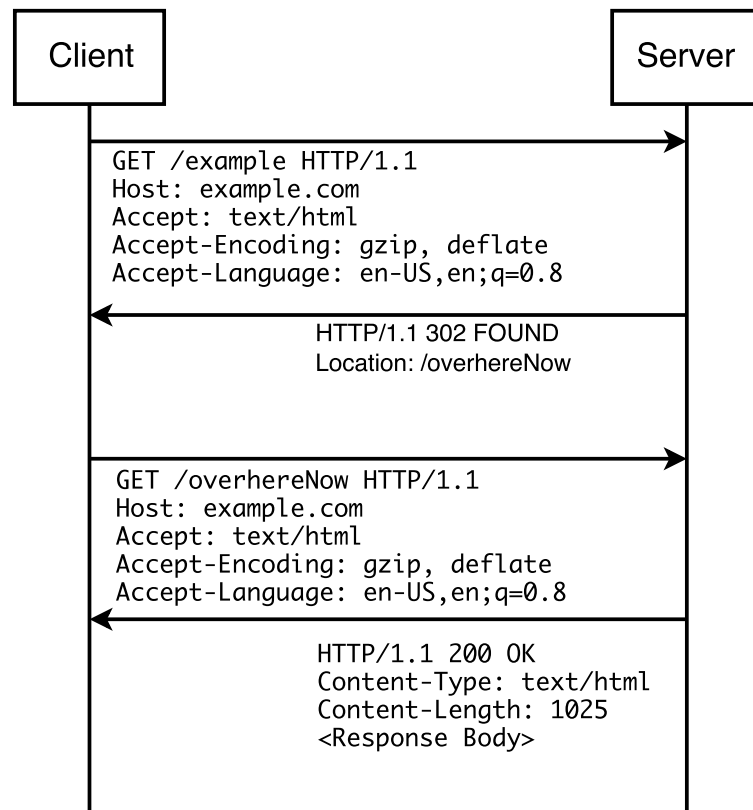 Client
Server
GET /example HTTP/1.1
Host: example.com
Accept: text/html
Accept-Encoding: gzip, deflate
Accept-Language: en-US,en;q=0.8
HTTP/1.1 302 FOUND
Location: /overhereNow
GET /overhereNow HTTP/1.1
Host: example.com
Accept: text/html
Accept-Encoding: gzip, deflate
Accept-Language: en-US,en;q=0.8
HTTP/1.1 200 OK
Content-Type: text/html
Content-Length: 1025
<Response Body>